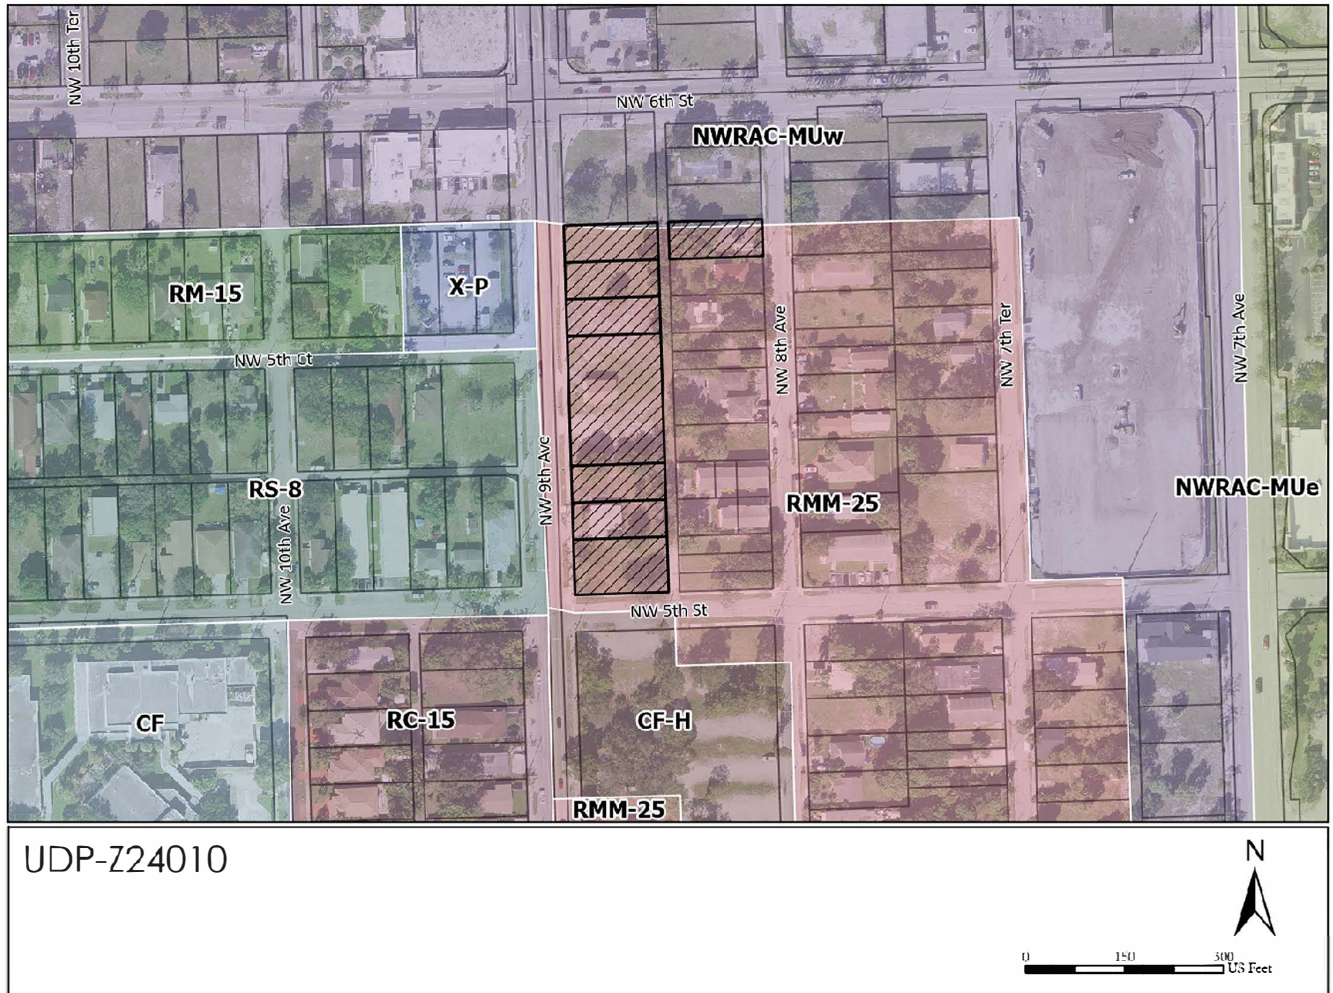 NW 10th Ter
NW 6th St
NWRAC-MUw
RM-15
X-P
NW 5th Ct
NW 8th Ave
NW 7th Ter
NW 7th Ave
NW 9th Ave
RS-8
NW 10th Ave
RMM-25
NWRAC-MUe
NW 5th St
CF
RC-15
CF-H
RMM-25
UDP-Z24010
N
0 150 300
US Feet